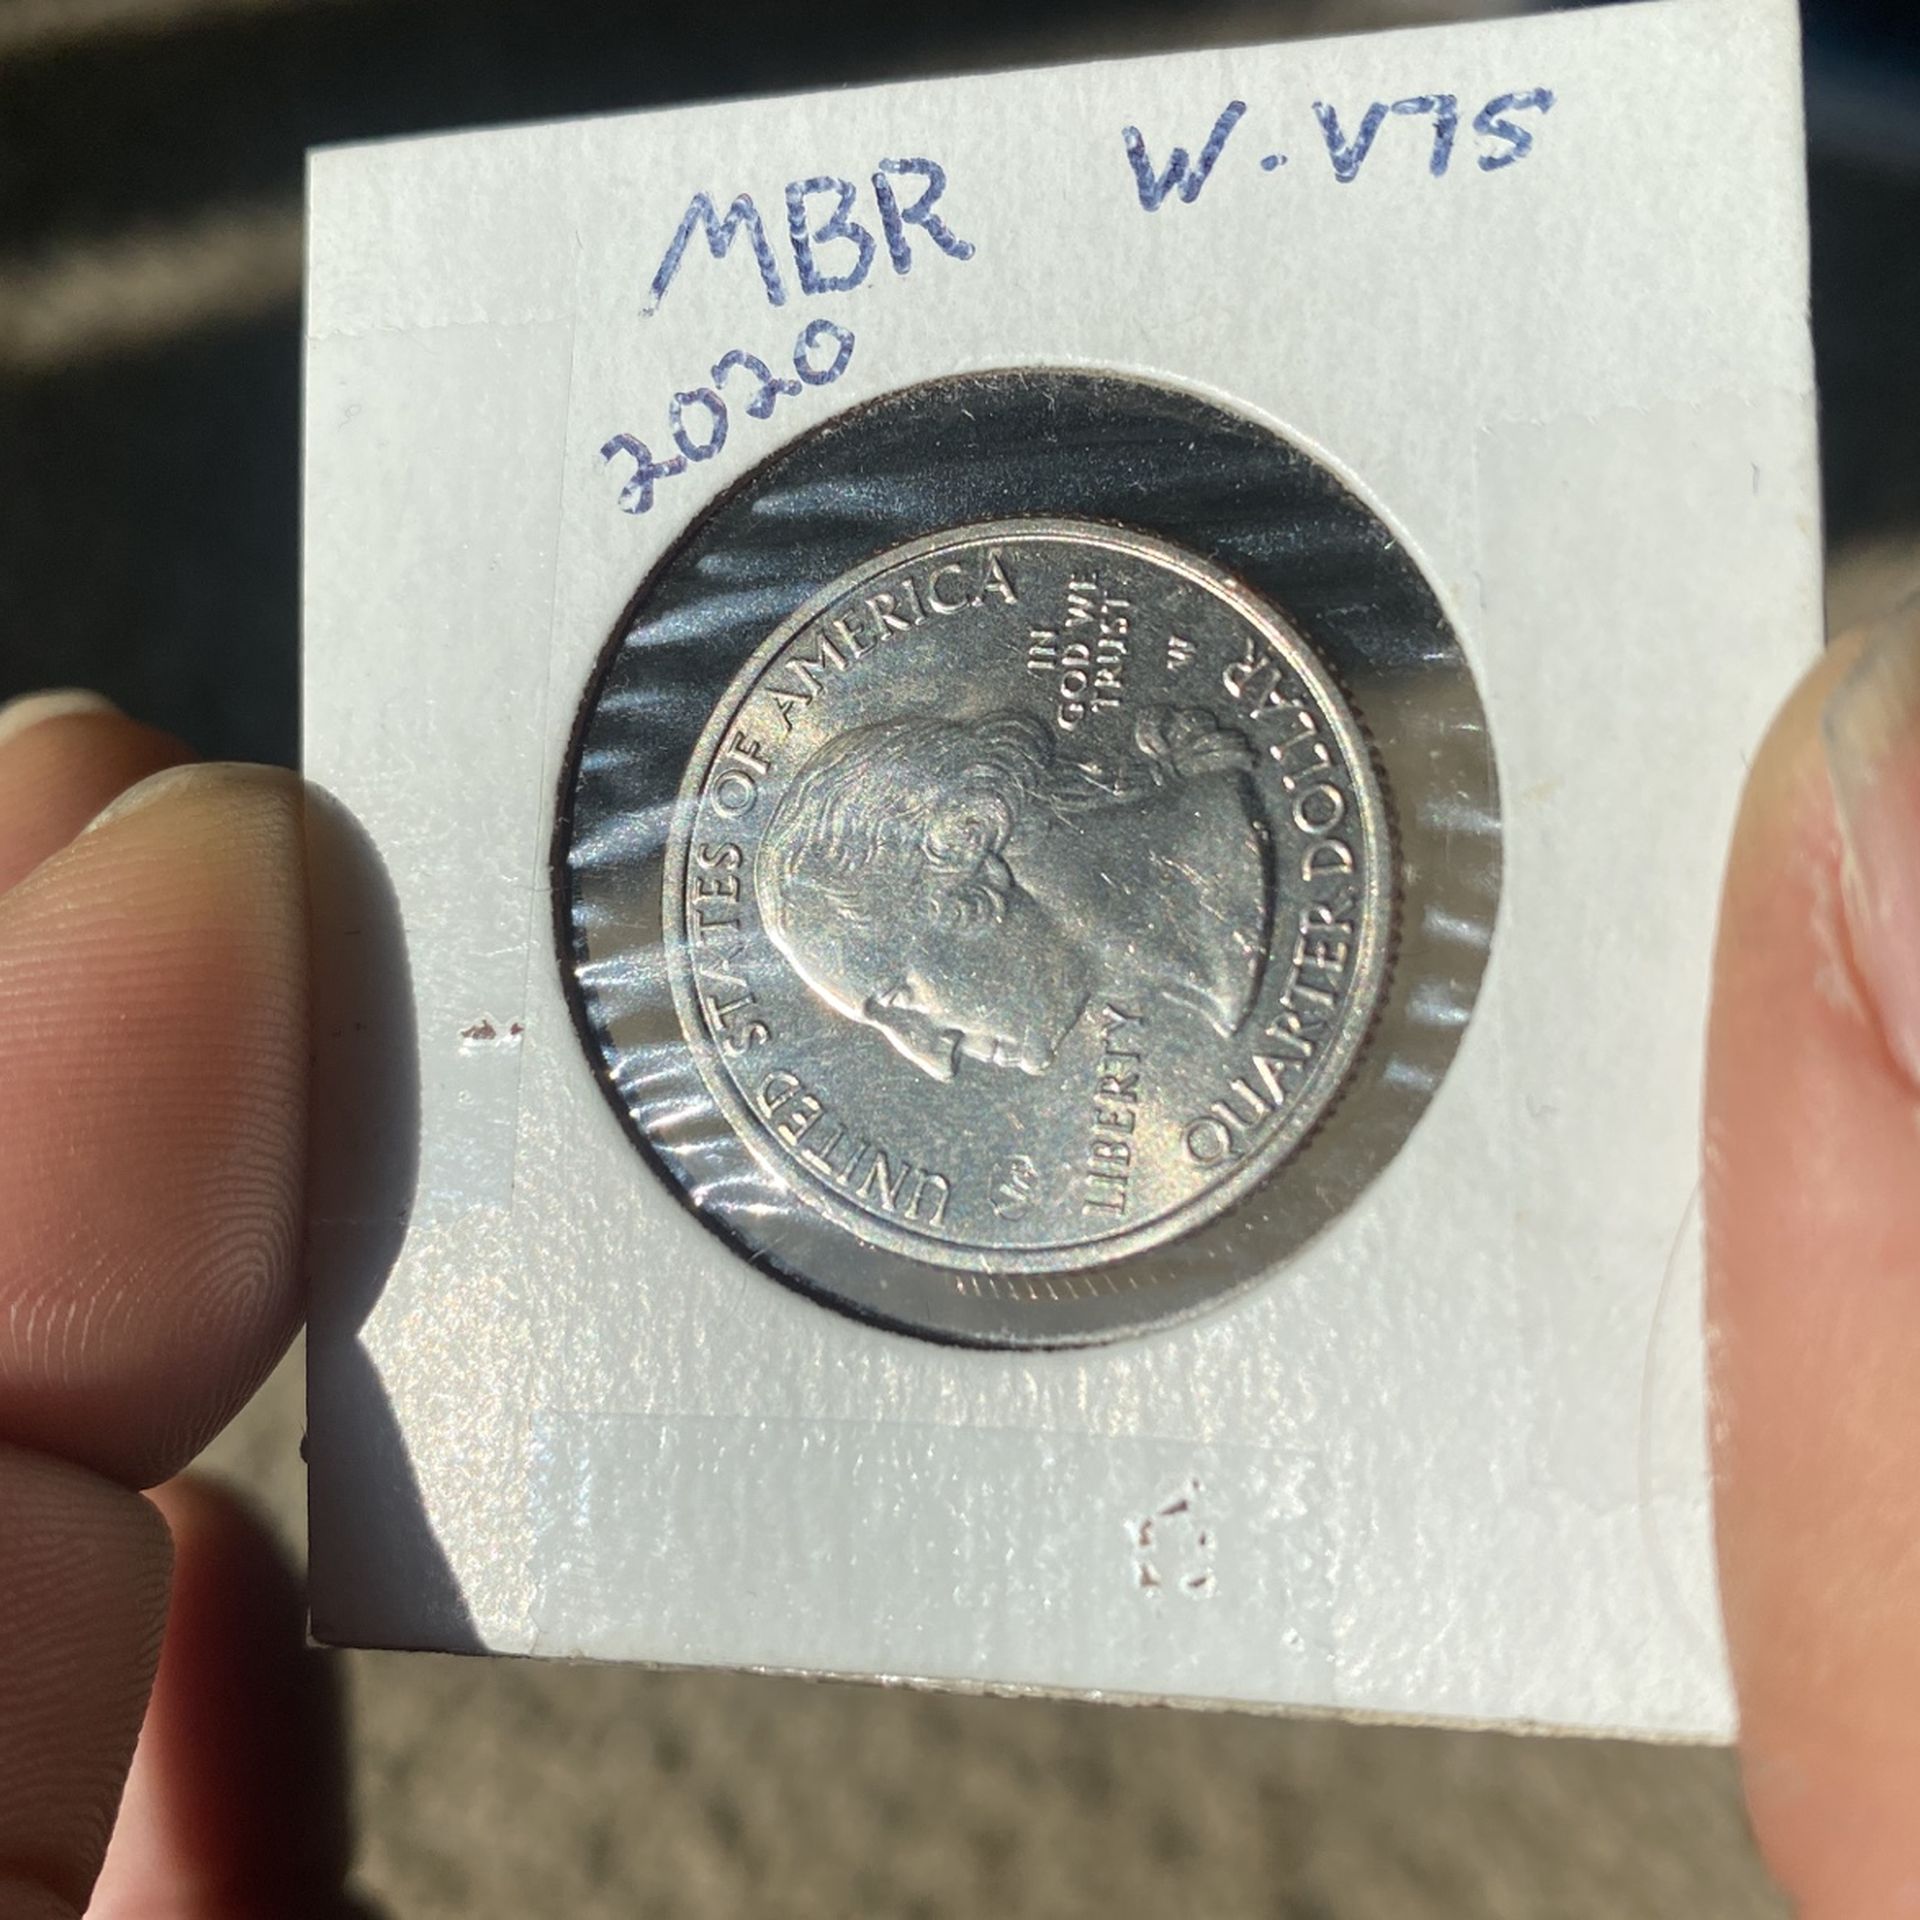 MBR W.V75
2020
UNITED STATES OF AMERICA
IN
GOD WE
TRUST
W
LIBERTY
QUARTER DOLLAR